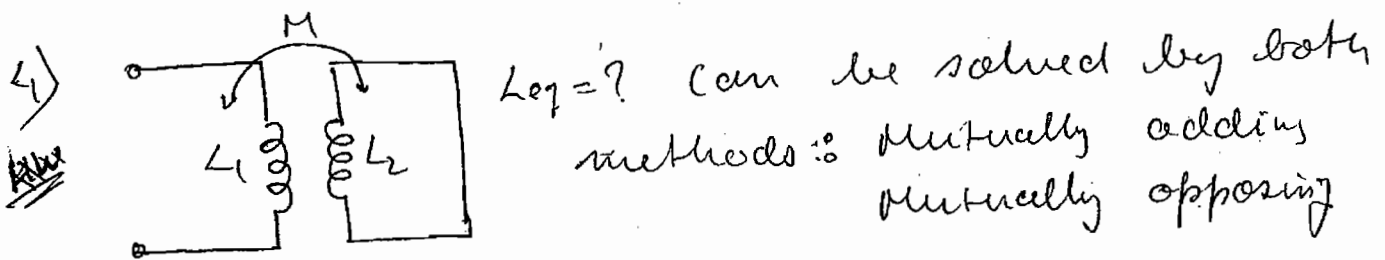 M
4)
L1 L2
Leq = ? Can be solved by both
methods :: Mutually adding
Mutually opposing